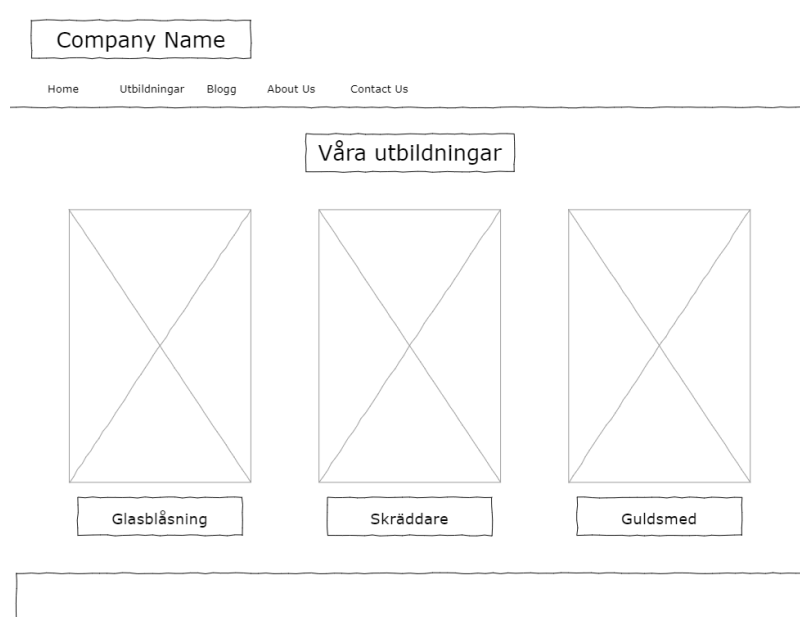 Company Name
Home Utbildningar Blogg About Us Contact Us
Våra utbildningar
Glasblåsning Skräddare Guldsmed